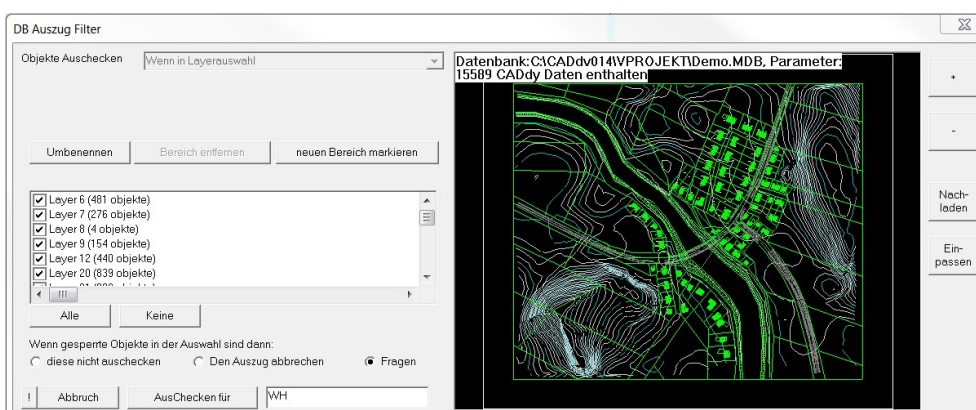 DB Auszug Filter
Objekte Auschecken
Wenn in Layerauswahl
Umbenennen
Bereich entfernen
neuen Bereich markieren
Layer 6 (481 objekte)
Layer 7 (276 objekte)
Layer 8 (4 objekte)
Layer 9 (154 objekte)
Layer 12 (440 objekte)
Layer 20 (839 objekte)
Alle
Keine
Wenn gesperrte Objekte in der Auswahl sind dann:
diese nicht auschecken
Den Auszug abbrechen
Fragen
!
Abbruch
AusChecken für
WH
Datenbank:C:\CADdv014\VPROJEKT\Demo.MDB, Parameter:
15589 CADdy Daten enthalten
+
-
Nach-
laden
Ein-
passen